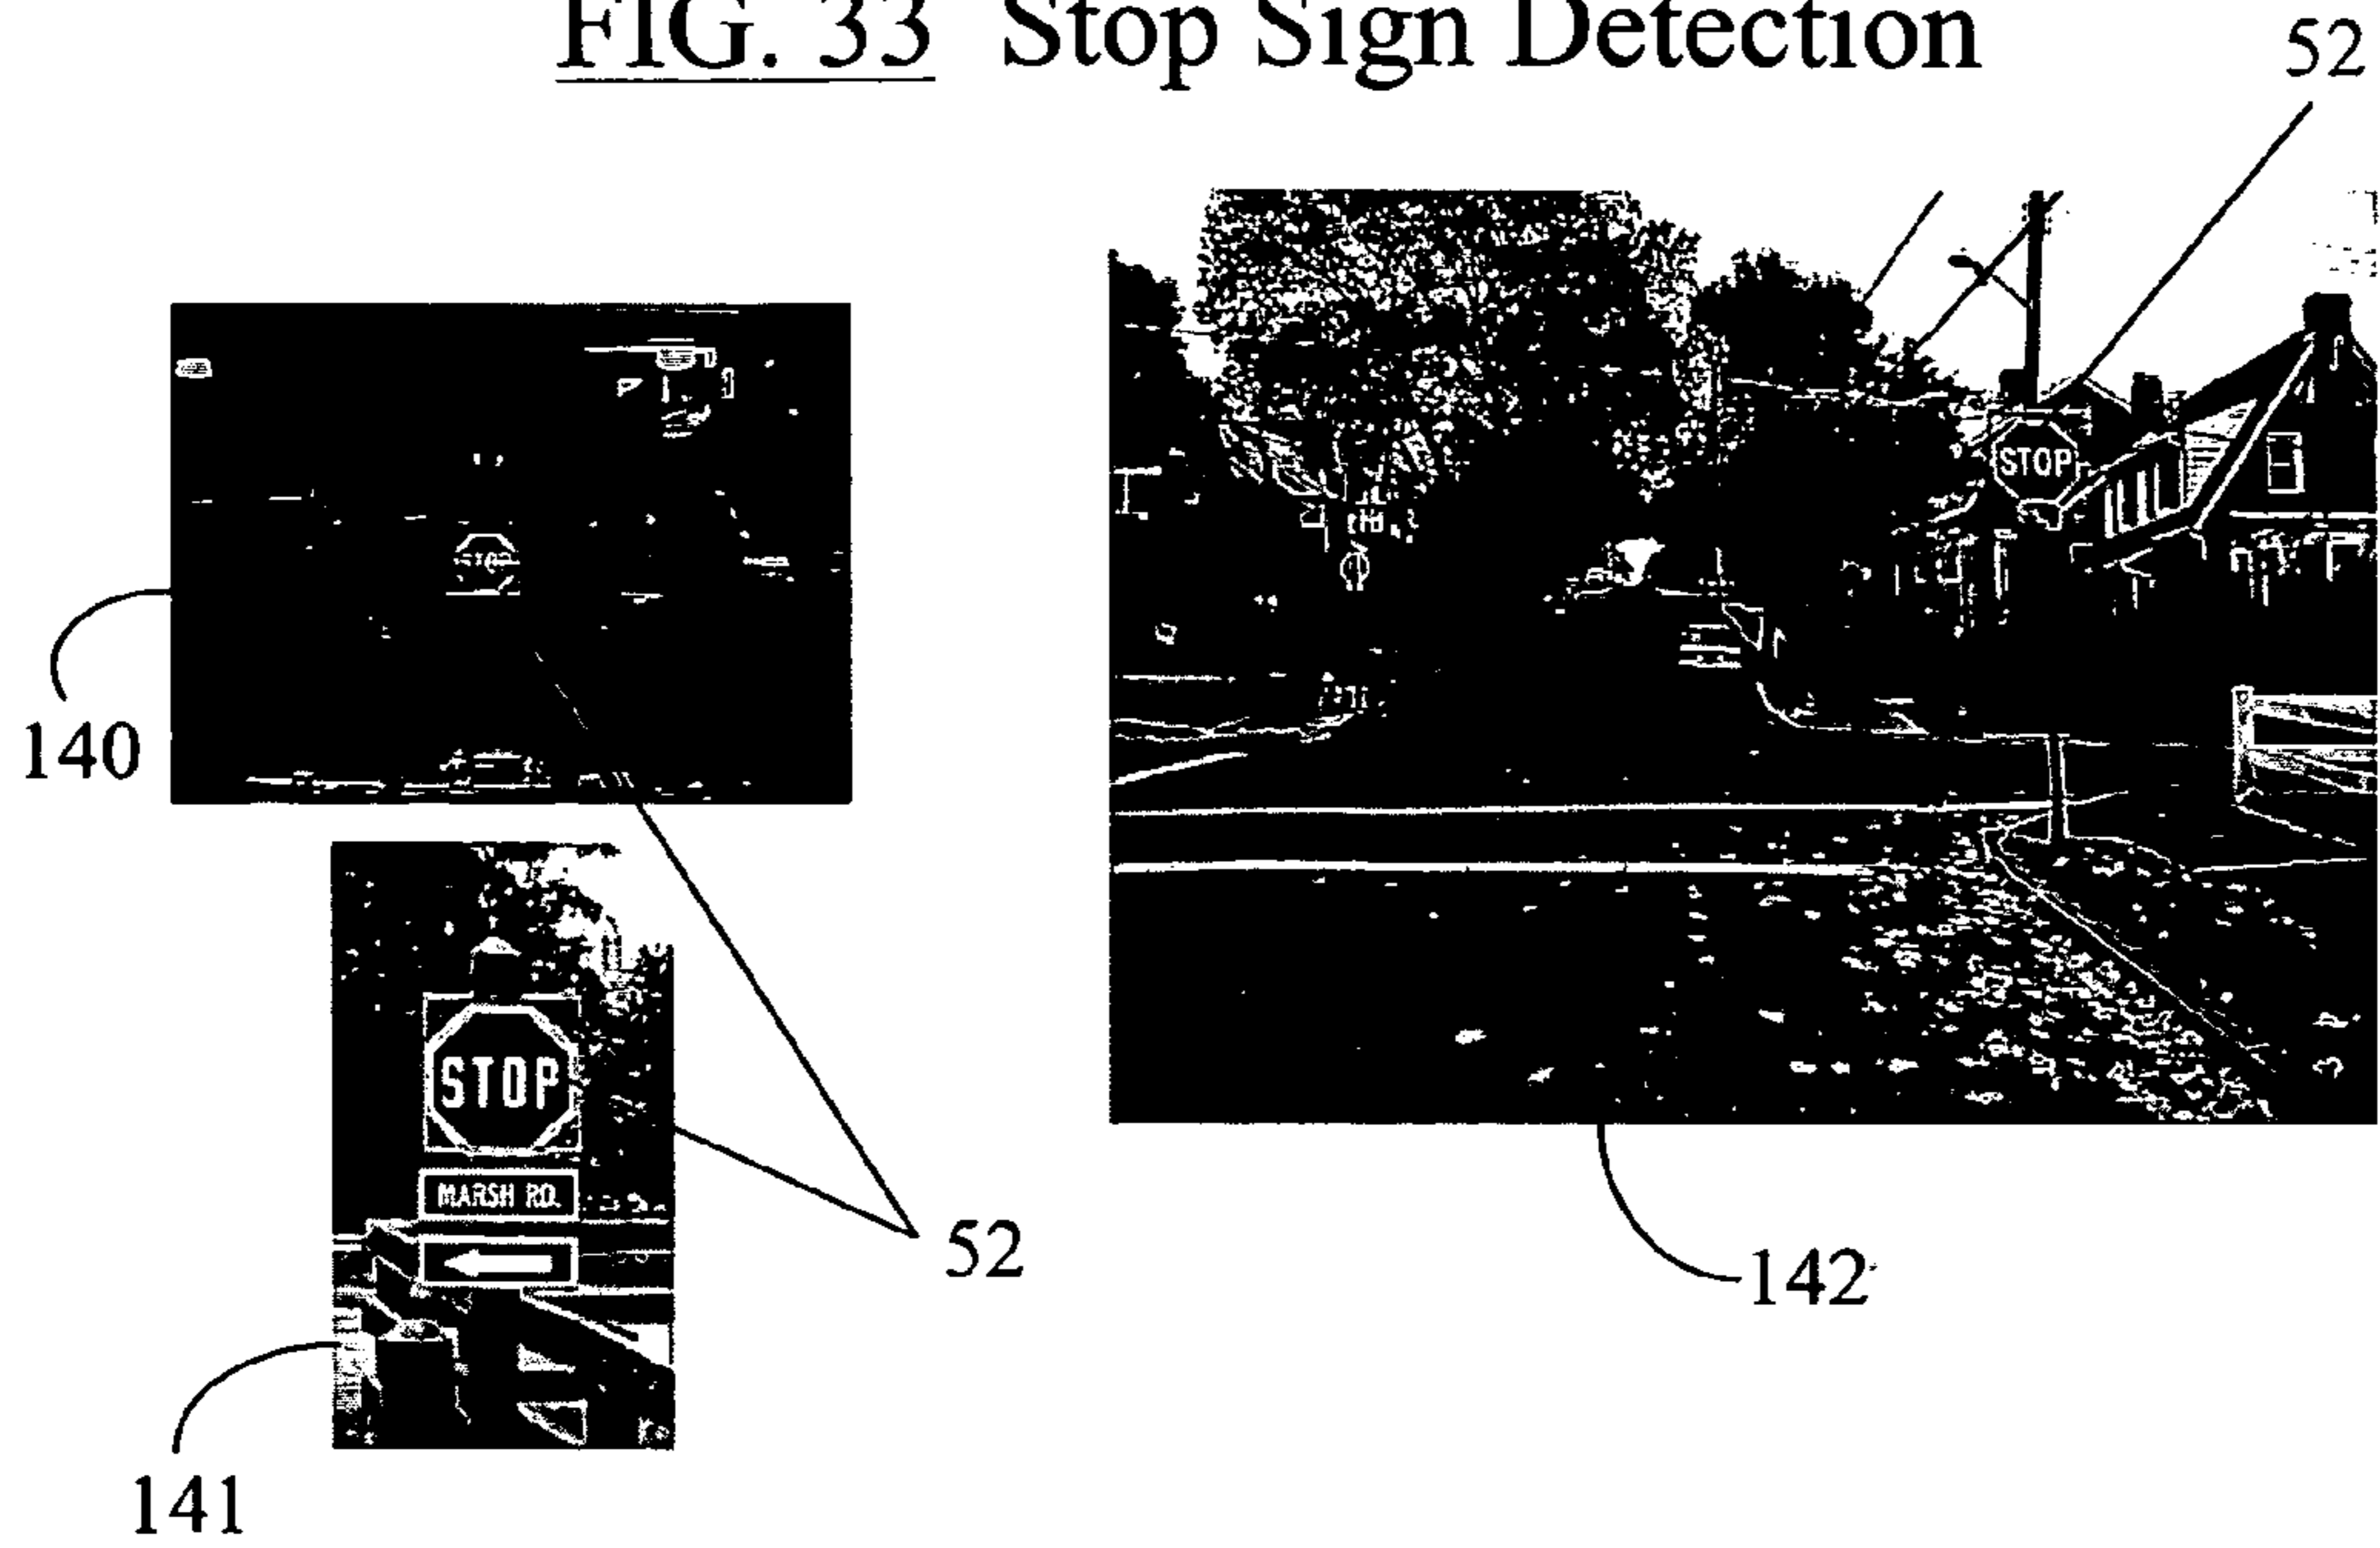 FIG. 33 Stop Sign Detection
52
STOP
STOP
140
STOP
MARSH RD.
52
142
141